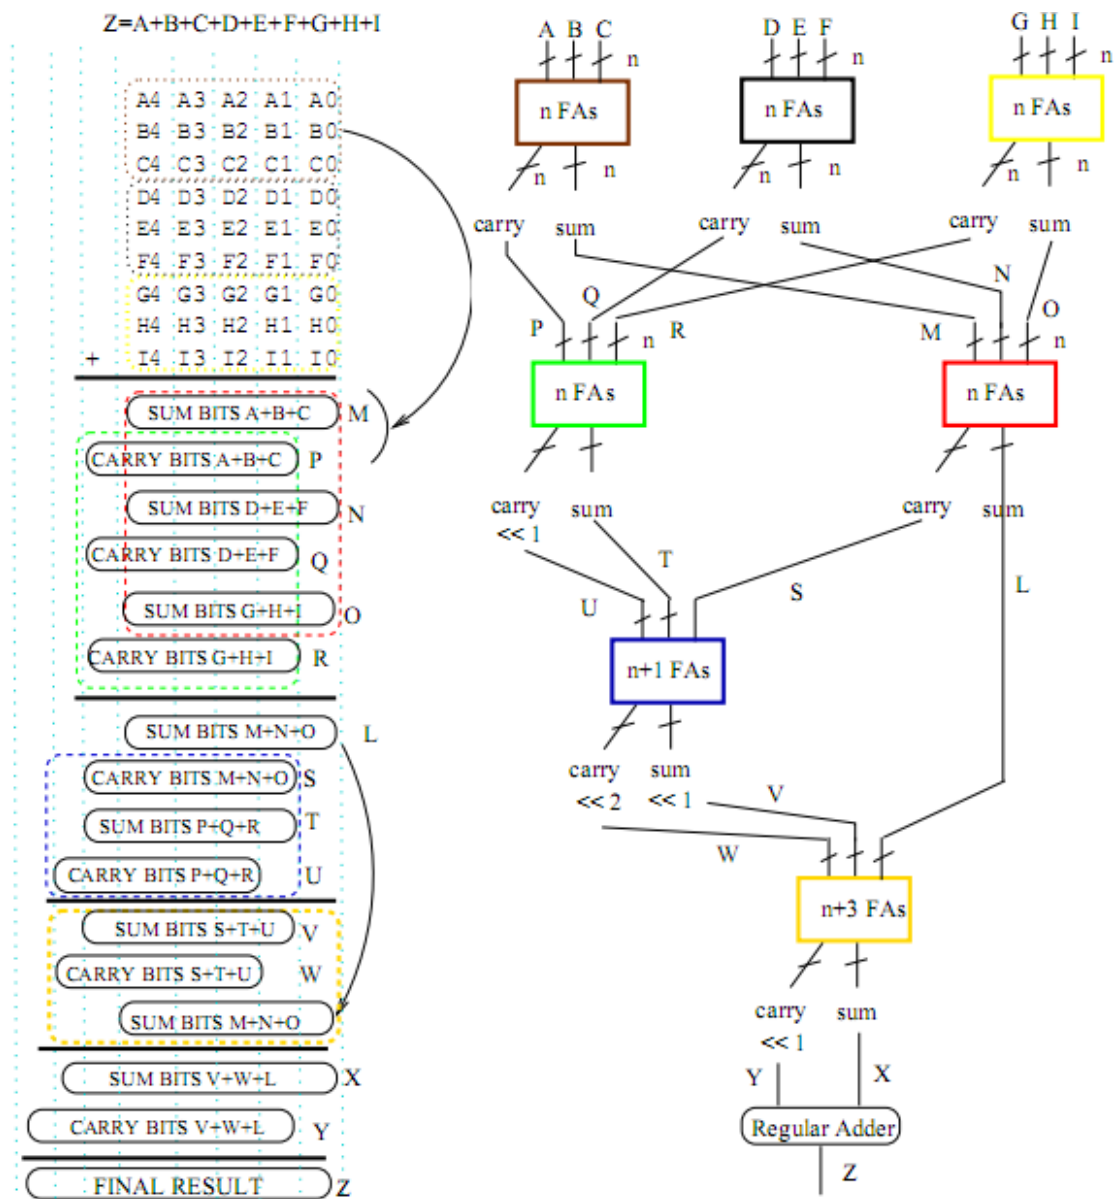 Z=A+B+C+D+E+F+G+H+I
A4 A3 A2 A1 A0
B4 B3 B2 B1 B0
C4 C3 C2 C1 C0
D4 D3 D2 D1 D0
E4 E3 E2 E1 E0
F4 F3 F2 F1 F0
G4 G3 G2 G1 G0
H4 H3 H2 H1 H0
+ I4 I3 I2 I1 I0
SUM BITS A+B+C M
CARRY BITS A+B+C P
SUM BITS D+E+F N
CARRY BITS D+E+F Q
SUM BITS G+H+I O
CARRY BITS G+H+I R
SUM BITS M+N+O L
CARRY BITS M+N+O S
SUM BITS P+Q+R T
CARRY BITS P+Q+R U
SUM BITS S+T+U V
CARRY BITS S+T+U W
SUM BITS M+N+O
SUM BITS V+W+L X
CARRY BITS V+W+L Y
FINAL RESULT Z
A B C n
D E F n
G H I n
n FAs
n FAs
n FAs
n n
n n
n n
carry sum
carry sum
carry sum
P Q R n
M N O n
n FAs
n FAs
carry sum
<< 1
carry sum
U T S L
n+1 FAs
carry sum
<< 2 << 1
V
W
n+3 FAs
carry sum
<< 1
Y X
Regular Adder
Z